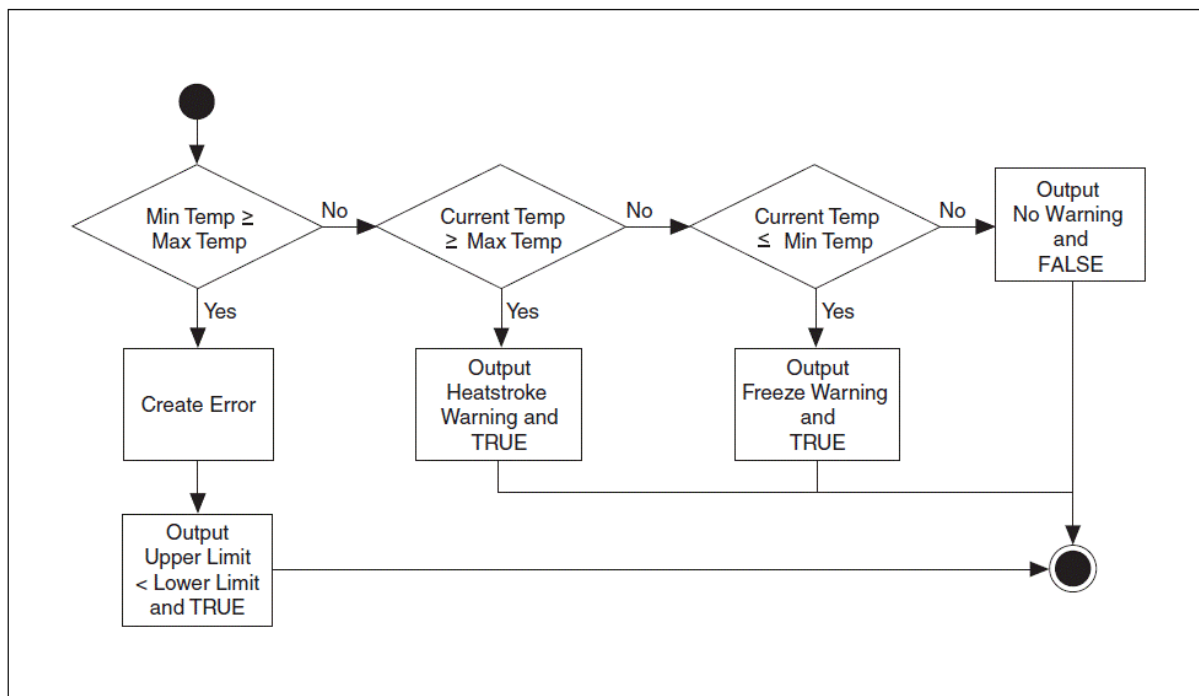 Min Temp ≥
Max Temp
No
Current Temp
≥ Max Temp
No
Current Temp
≤ Min Temp
No
Output
No Warning
and
FALSE
Yes
Yes
Yes
Create Error
Output
Heatstroke
Warning and
TRUE
Output
Freeze Warning
and
TRUE
Output
Upper Limit
< Lower Limit
and TRUE